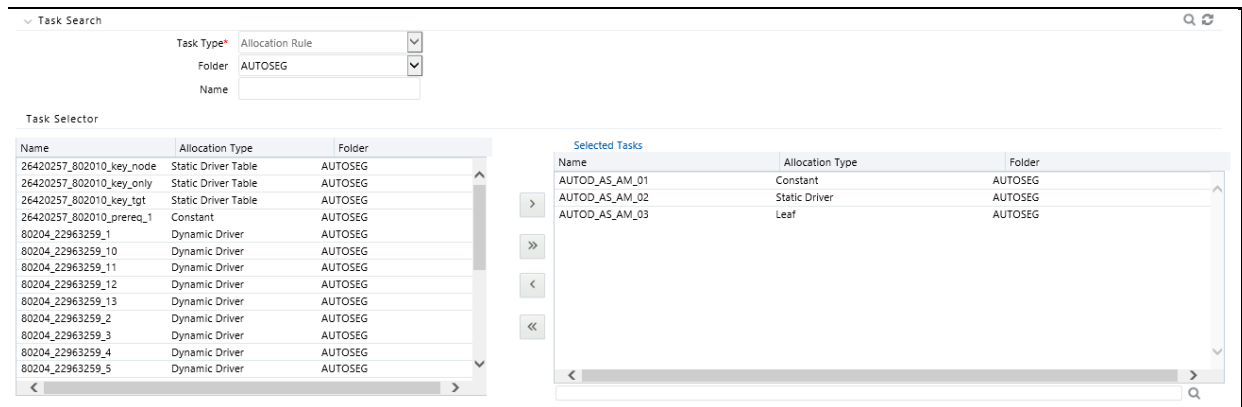 Task Search
Task Type* Allocation Rule
Folder AUTOSEG
Name
Task Selector
Name Allocation Type Folder
26420257_802010_key_node Static Driver Table AUTOSEG
26420257_802010_key_only Static Driver Table AUTOSEG
26420257_802010_key_tgt Static Driver Table AUTOSEG
26420257_802010_prereq_1 Constant AUTOSEG
80204_22963259_1 Dynamic Driver AUTOSEG
80204_22963259_10 Dynamic Driver AUTOSEG
80204_22963259_11 Dynamic Driver AUTOSEG
80204_22963259_12 Dynamic Driver AUTOSEG
80204_22963259_13 Dynamic Driver AUTOSEG
80204_22963259_2 Dynamic Driver AUTOSEG
80204_22963259_3 Dynamic Driver AUTOSEG
80204_22963259_4 Dynamic Driver AUTOSEG
80204_22963259_5 Dynamic Driver AUTOSEG
Selected Tasks
Name Allocation Type Folder
AUTOD_AS_AM_01 Constant AUTOSEG
AUTOD_AS_AM_02 Static Driver AUTOSEG
AUTOD_AS_AM_03 Leaf AUTOSEG